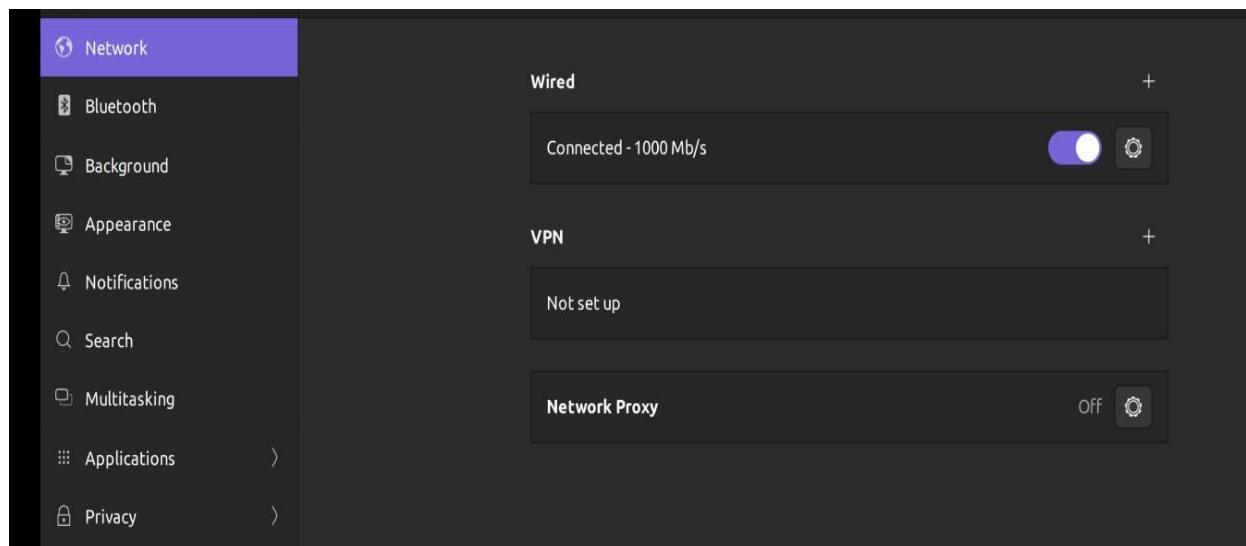 Network
Bluetooth
Background
Appearance
Notifications
Search
Multitasking
Applications
Privacy
Wired
Connected - 1000 Mb/s
VPN
Not set up
Network Proxy
Off